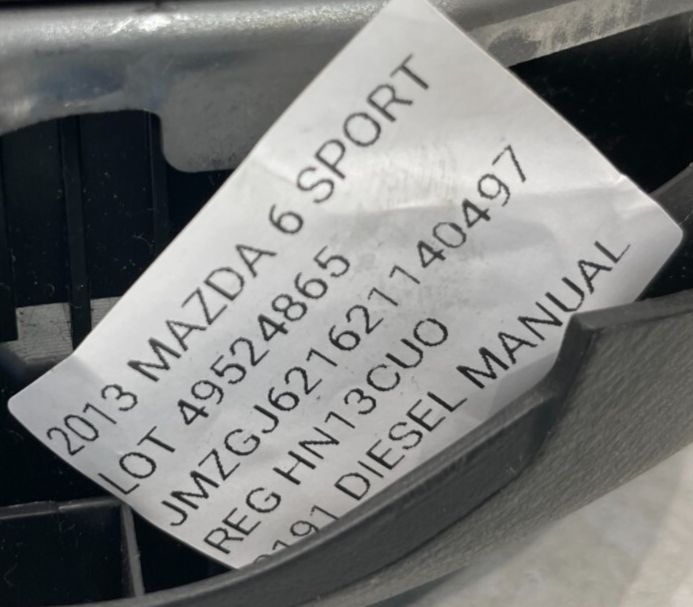 2013 MAZDA 6 SPORT
LOT 49524865
JMZGJ621621140497
REG HN13CUO
DIESEL MANUAL